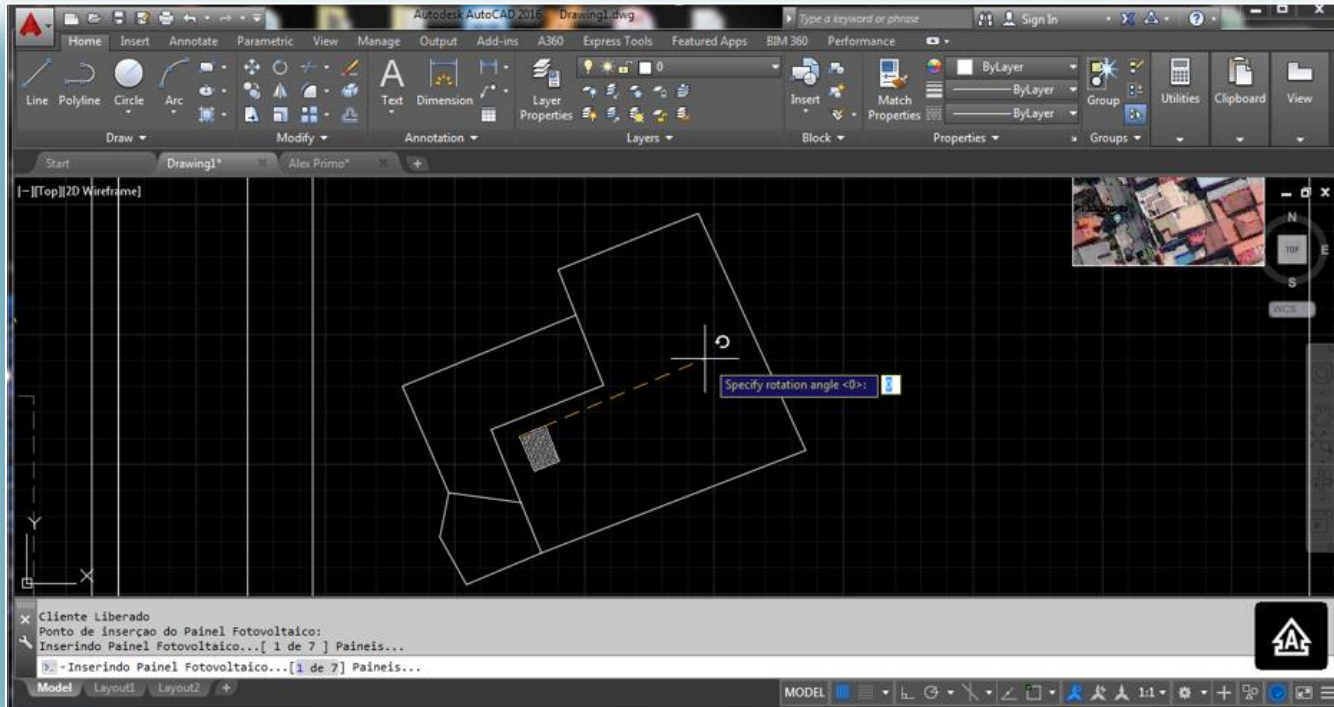 Autodesk AutoCAD 2016 Drawing1.dwg
Type a keyword or phrase
Sign In
Home Insert Annotate Parametric View Manage Output Add-ins A360 Express Tools Featured Apps BIM 360 Performance
0
ByLayer
Line Polyline Circle Arc
A
Text Dimension
Layer
Properties
Insert
Match
Properties
ByLayer
ByLayer
Group
Utilities Clipboard View
Draw Modify Annotation Layers Block Properties Groups
Start Drawing1* Alex Primo* +
[−][Top][2D Wireframe]
N
TOP E
S
WCS
Specify rotation angle <0>: 0
Y
X
Cliente Liberado
Ponto de inserçao do Painel Fotovoltaico:
Inserindo Painel Fotovoltaico...[ 1 de 7 ] Paineis...
-Inserindo Painel Fotovoltaico...[1 de 7] Paineis...
A
Model Layout1 Layout2 +
MODEL 1:1